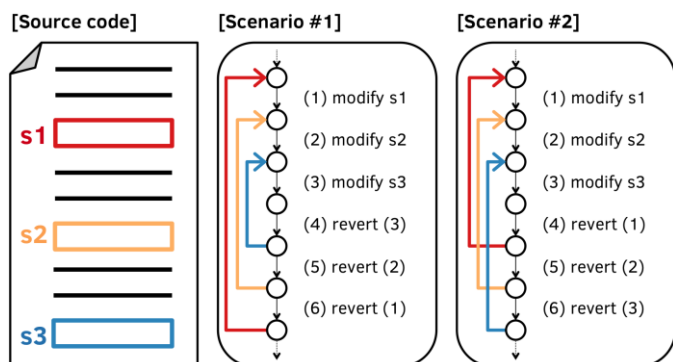 [Source code]
s1
s2
s3
[Scenario #1]
(1) modify s1
(2) modify s2
(3) modify s3
(4) revert (3)
(5) revert (2)
(6) revert (1)
[Scenario #2]
(1) modify s1
(2) modify s2
(3) modify s3
(4) revert (1)
(5) revert (2)
(6) revert (3)